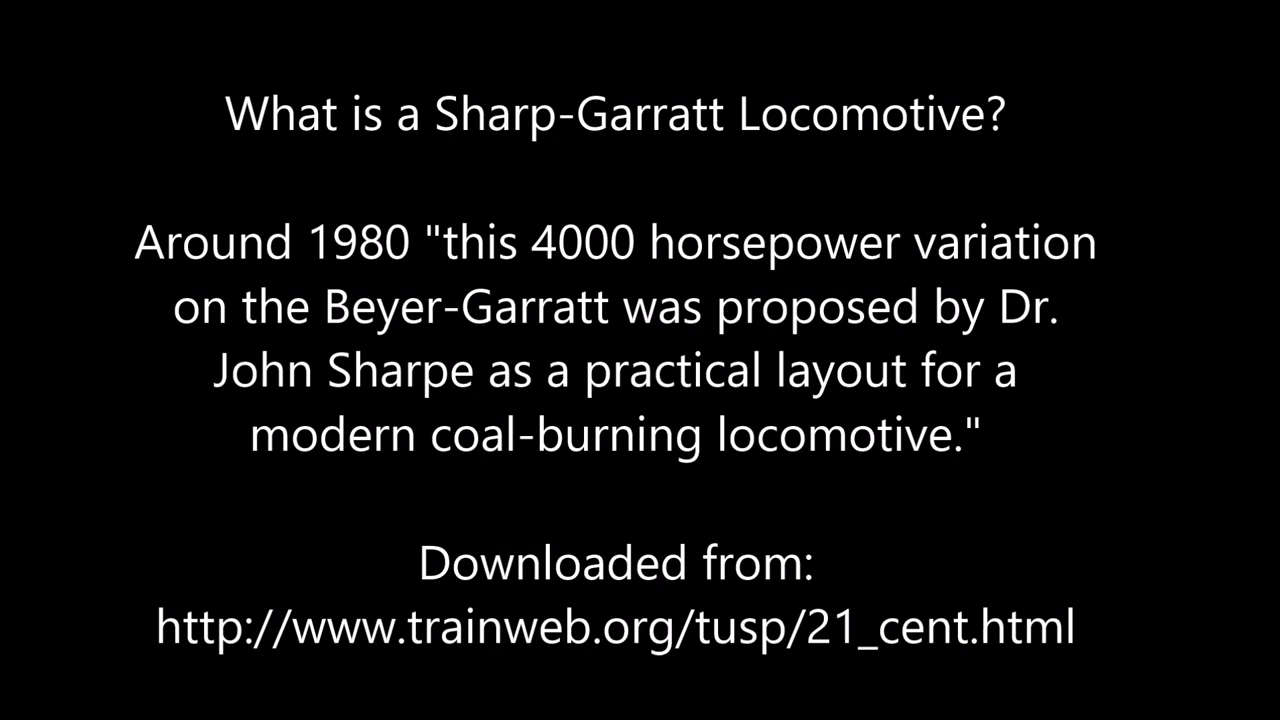 What is a Sharp-Garratt Locomotive?
Around 1980 "this 4000 horsepower variation
on the Beyer-Garratt was proposed by Dr.
John Sharpe as a practical layout for a
modern coal-burning locomotive."
Downloaded from:
http://www.trainweb.org/tusp/21_cent.html